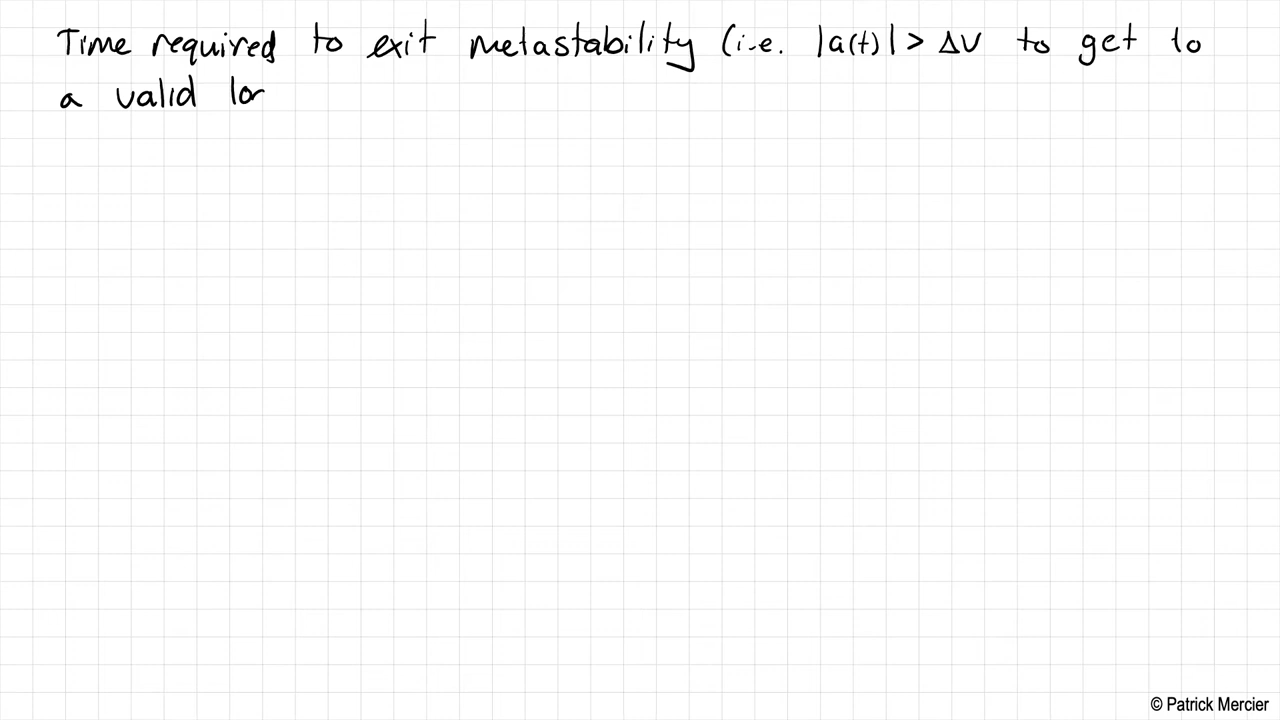 Time required to exit metastability (i.e. |a(t)| > ΔV to get to
a valid lo
© Patrick Mercier